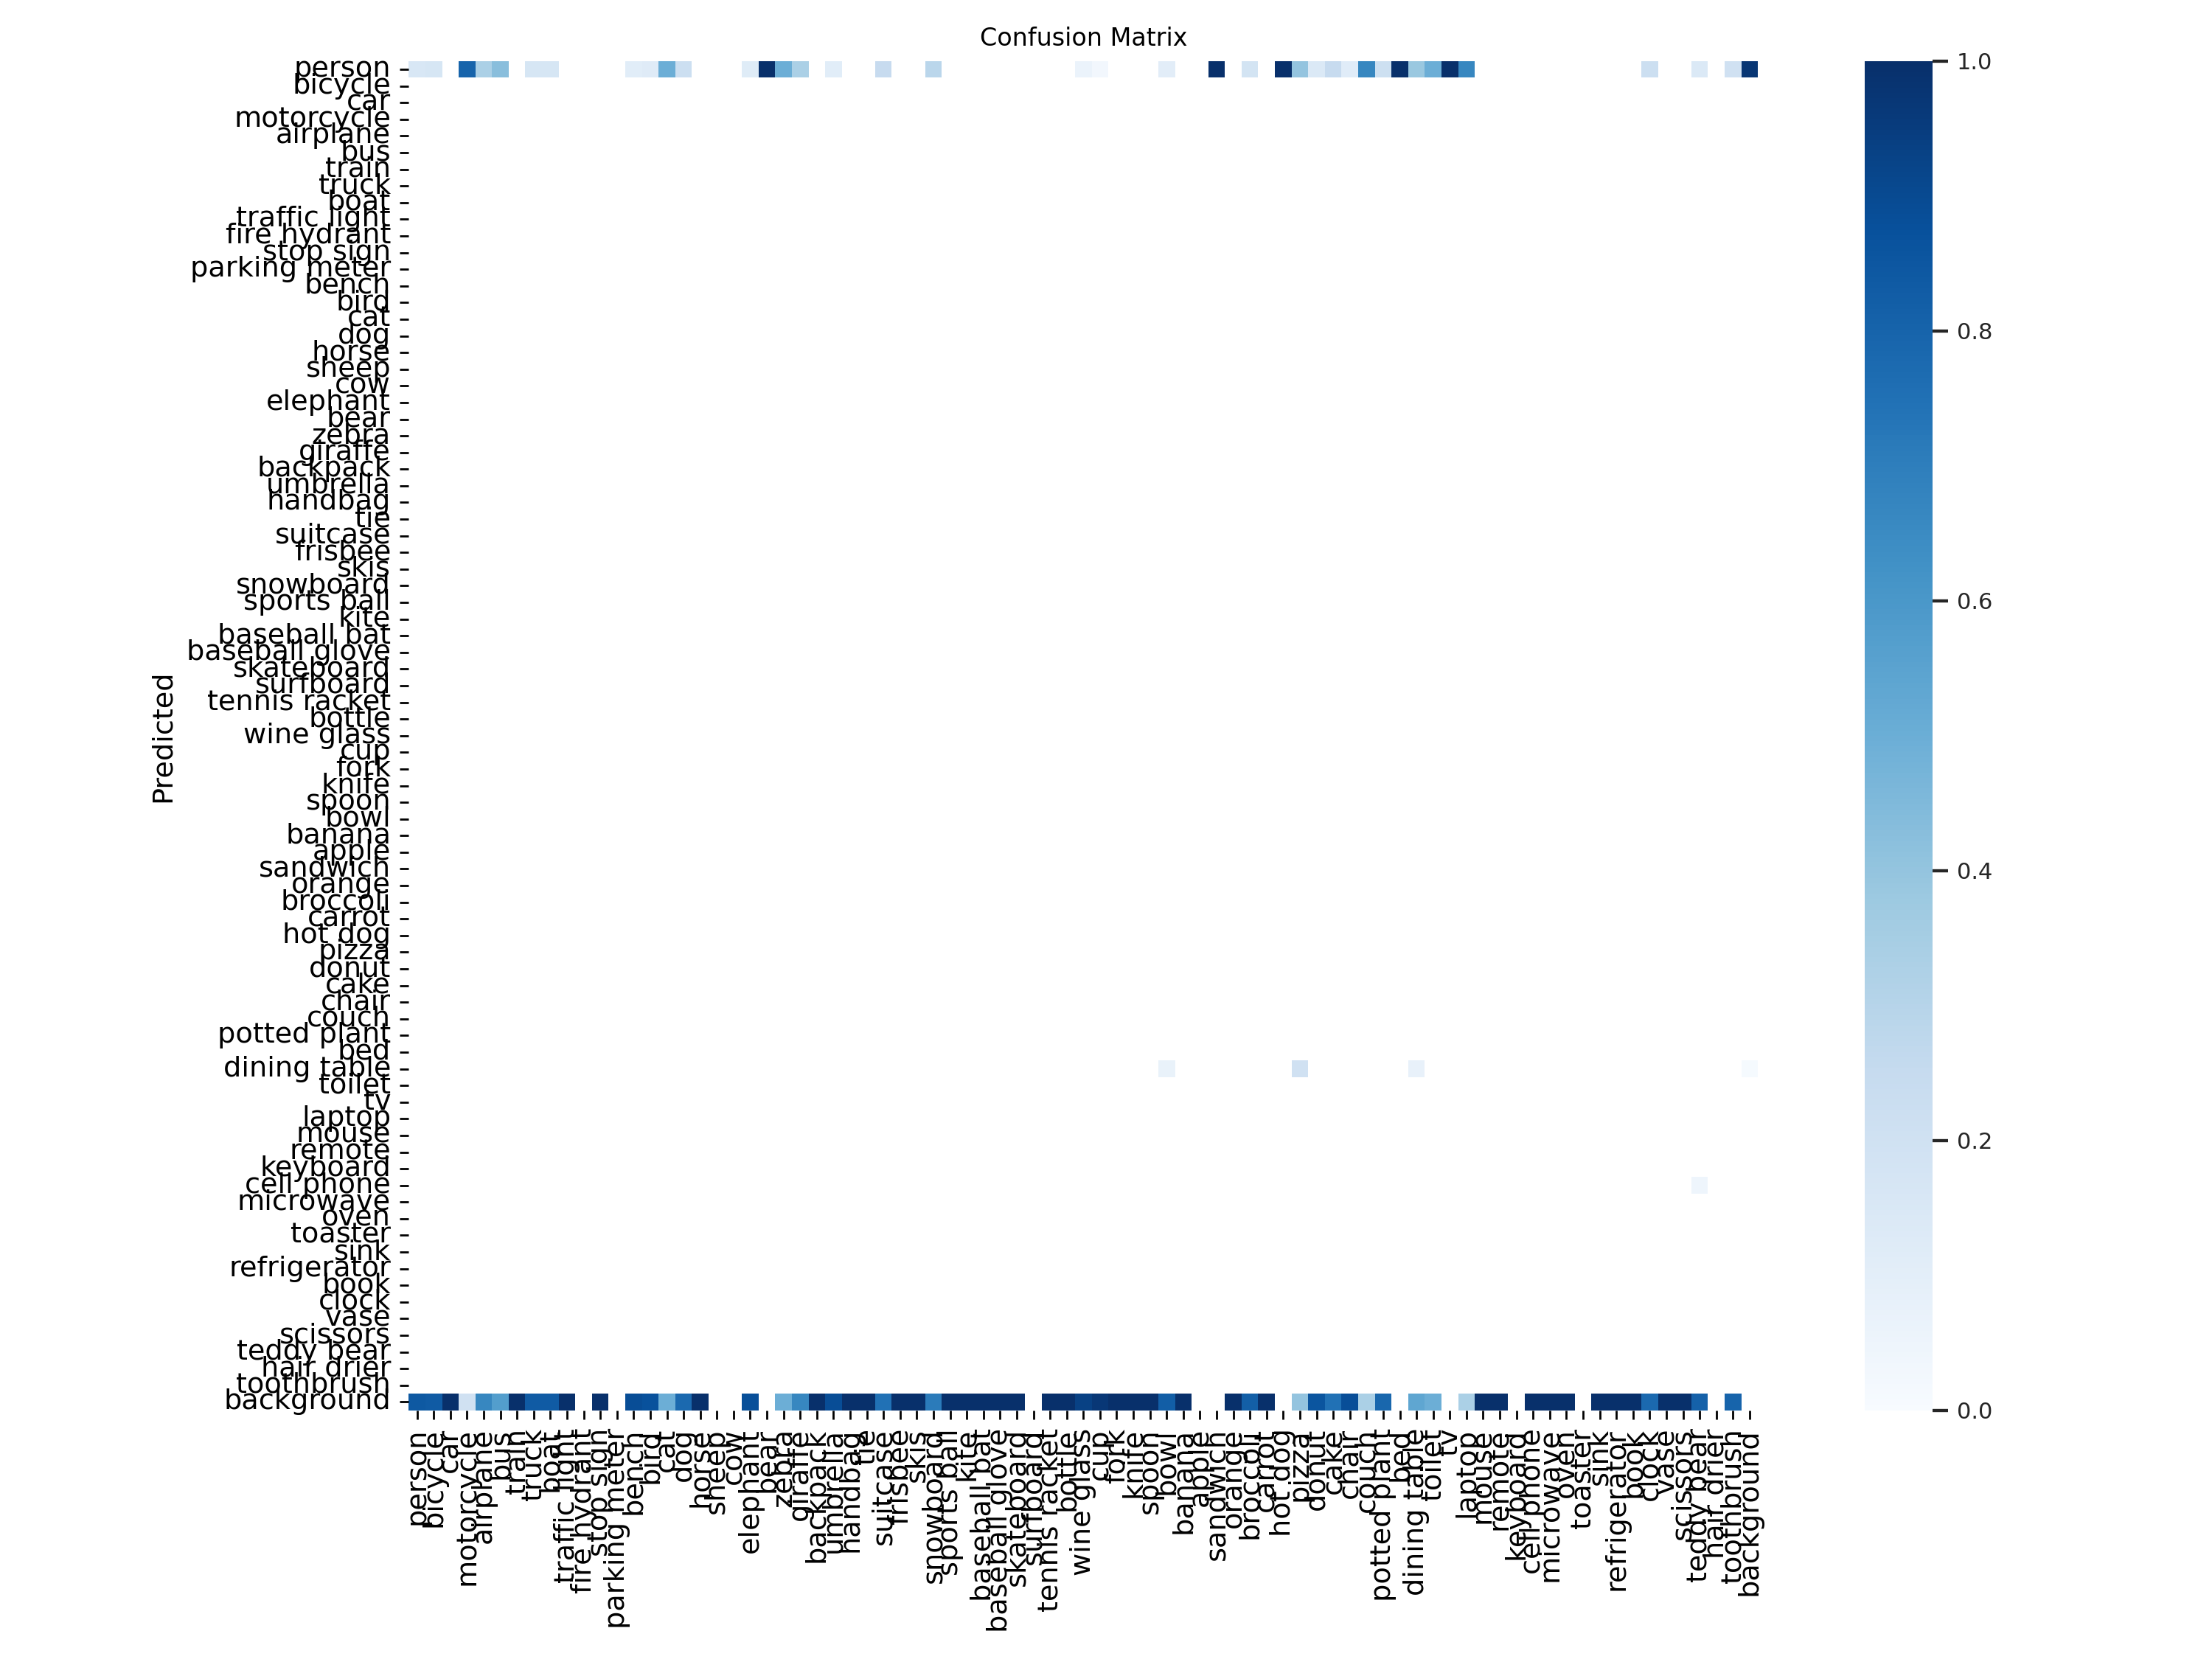 Confusion Matrix
Predicted
person
bicycle
car
motorcycle
airplane
bus
train
truck
boat
traffic light
fire hydrant
stop sign
parking meter
bench
bird
cat
dog
horse
sheep
cow
elephant
bear
zebra
giraffe
backpack
umbrella
handbag
tie
suitcase
frisbee
skis
snowboard
sports ball
kite
baseball bat
baseball glove
skateboard
surfboard
tennis racket
bottle
wine glass
cup
fork
knife
spoon
bowl
banana
apple
sandwich
orange
broccoli
carrot
hot dog
pizza
donut
cake
chair
couch
potted plant
bed
dining table
toilet
tv
laptop
mouse
remote
keyboard
cell phone
microwave
oven
toaster
sink
refrigerator
book
clock
vase
scissors
teddy bear
hair drier
toothbrush
background
person
bicycle
car
motorcycle
airplane
bus
train
truck
boat
traffic light
fire hydrant
stop sign
parking meter
bench
bird
cat
dog
horse
sheep
cow
elephant
bear
zebra
giraffe
backpack
umbrella
handbag
tie
suitcase
frisbee
skis
snowboard
sports ball
kite
baseball bat
baseball glove
skateboard
surfboard
tennis racket
bottle
wine glass
cup
fork
knife
spoon
bowl
banana
apple
sandwich
orange
broccoli
carrot
hot dog
pizza
donut
cake
chair
couch
potted plant
bed
dining table
toilet
tv
laptop
mouse
remote
keyboard
cell phone
microwave
oven
toaster
sink
refrigerator
book
clock
vase
scissors
teddy bear
hair drier
toothbrush
background
1.0
0.8
0.6
0.4
0.2
0.0